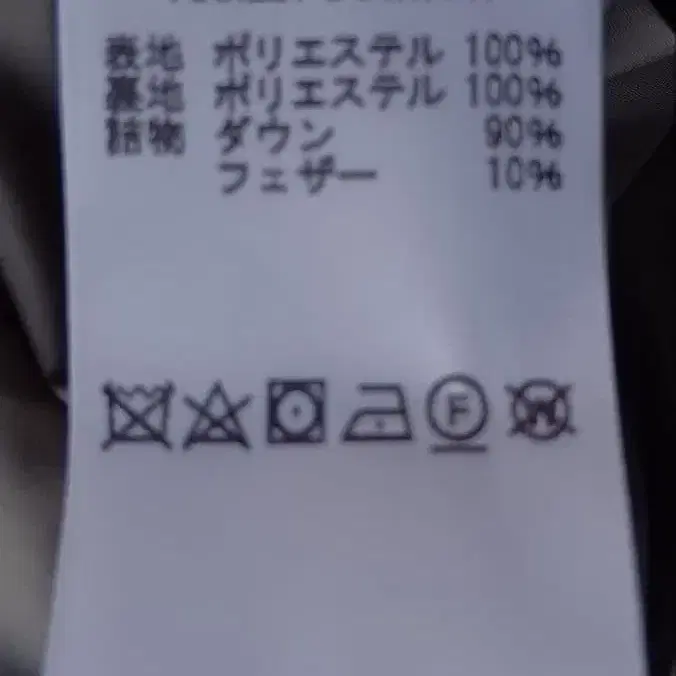 表地 ポリエステル 100%
裏地 ポリエステル 100%
詰物 ダウン 90%
フェザー 10%
F
W